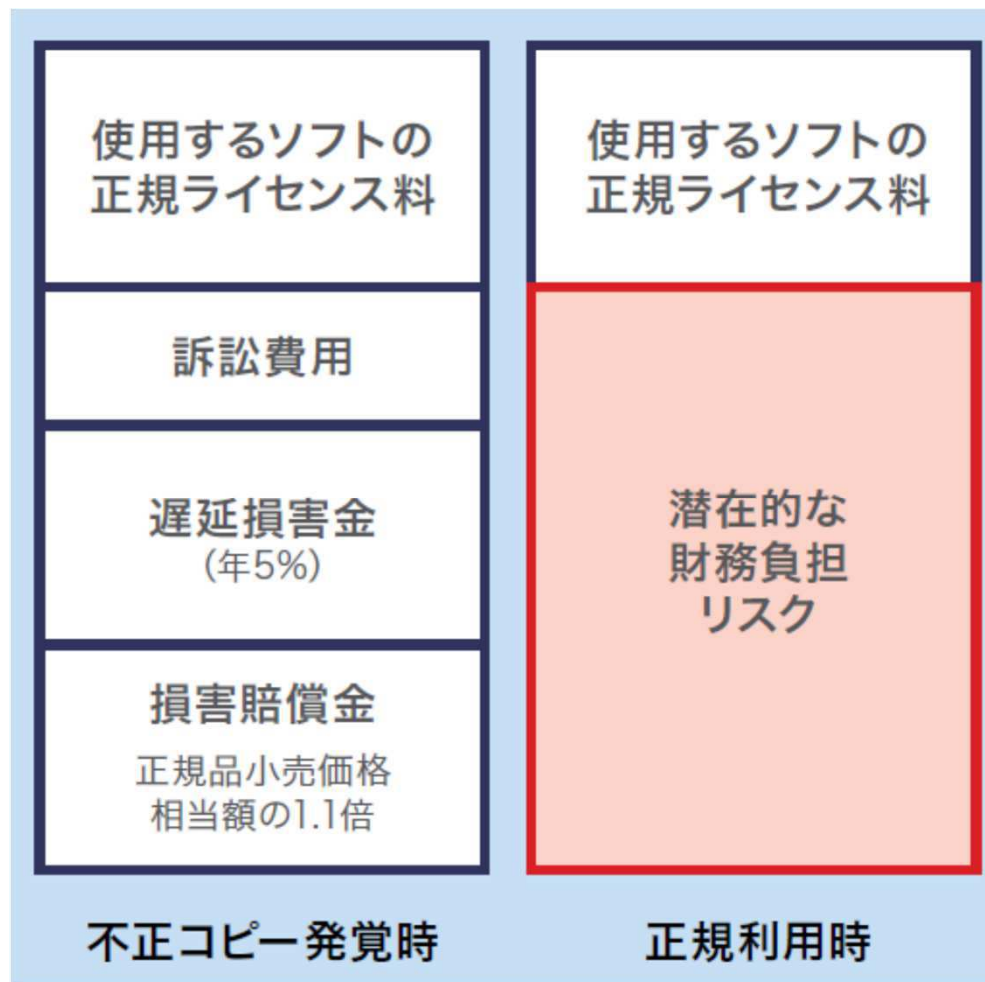 使用するソフトの
正規ライセンス料
訴訟費用
遅延損害金
(年5%)
損害賠償金
正規品小売価格
相当額の1.1倍
不正コピー発覚時
使用するソフトの
正規ライセンス料
潜在的な
財務負担
リスク
正規利用時